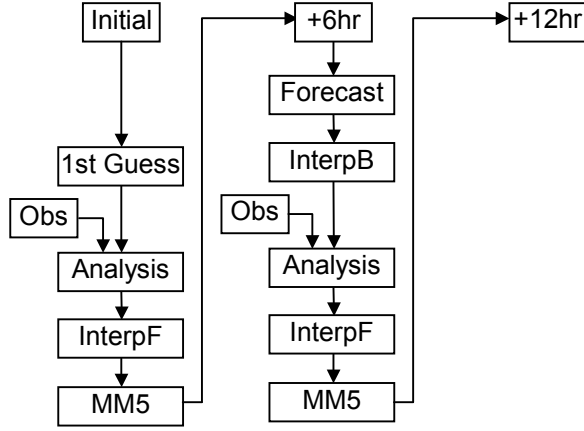 Initial
1st Guess
Obs
Analysis
InterpF
MM5
+6hr
Forecast
InterpB
Obs
Analysis
InterpF
MM5
+12hr